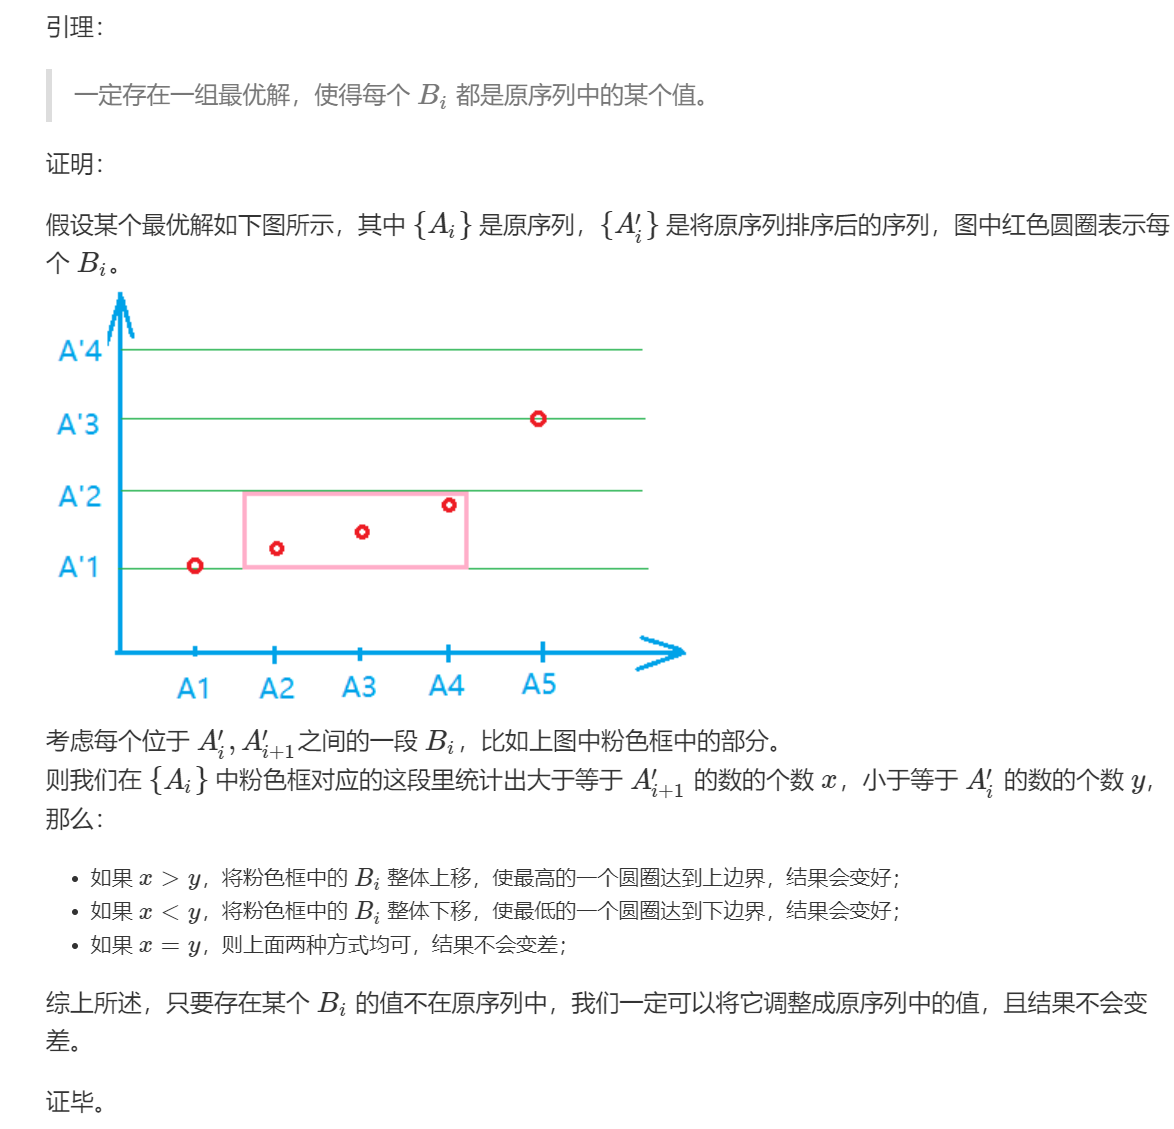 引理：
一定存在一组最优解，使得每个 B_i 都是原序列中的某个值。
证明：
假设某个最优解如下图所示，其中 {A_i} 是原序列，{A'_i} 是将原序列排序后的序列，图中红色圆圈表示每
个 B_i。
A'4
A'3
A'2
A'1
A1 A2 A3 A4 A5
考虑每个位于 A'_i, A'_{i+1}之间的一段 B_i，比如上图中粉色框中的部分。
则我们在 {A_i} 中粉色框对应的这段里统计出大于等于 A'_{i+1} 的数的个数 x，小于等于 A'_i 的数的个数 y，
那么：
• 如果 x > y，将粉色框中的 B_i 整体上移，使最高的一个圆圈达到上边界，结果会变好；
• 如果 x < y，将粉色框中的 B_i 整体下移，使最低的一个圆圈达到下边界，结果会变好；
• 如果 x = y，则上面两种方式均可，结果不会变差；
综上所述，只要存在某个 B_i 的值不在原序列中，我们一定可以将它调整成原序列中的值，且结果不会变
差。
证毕。